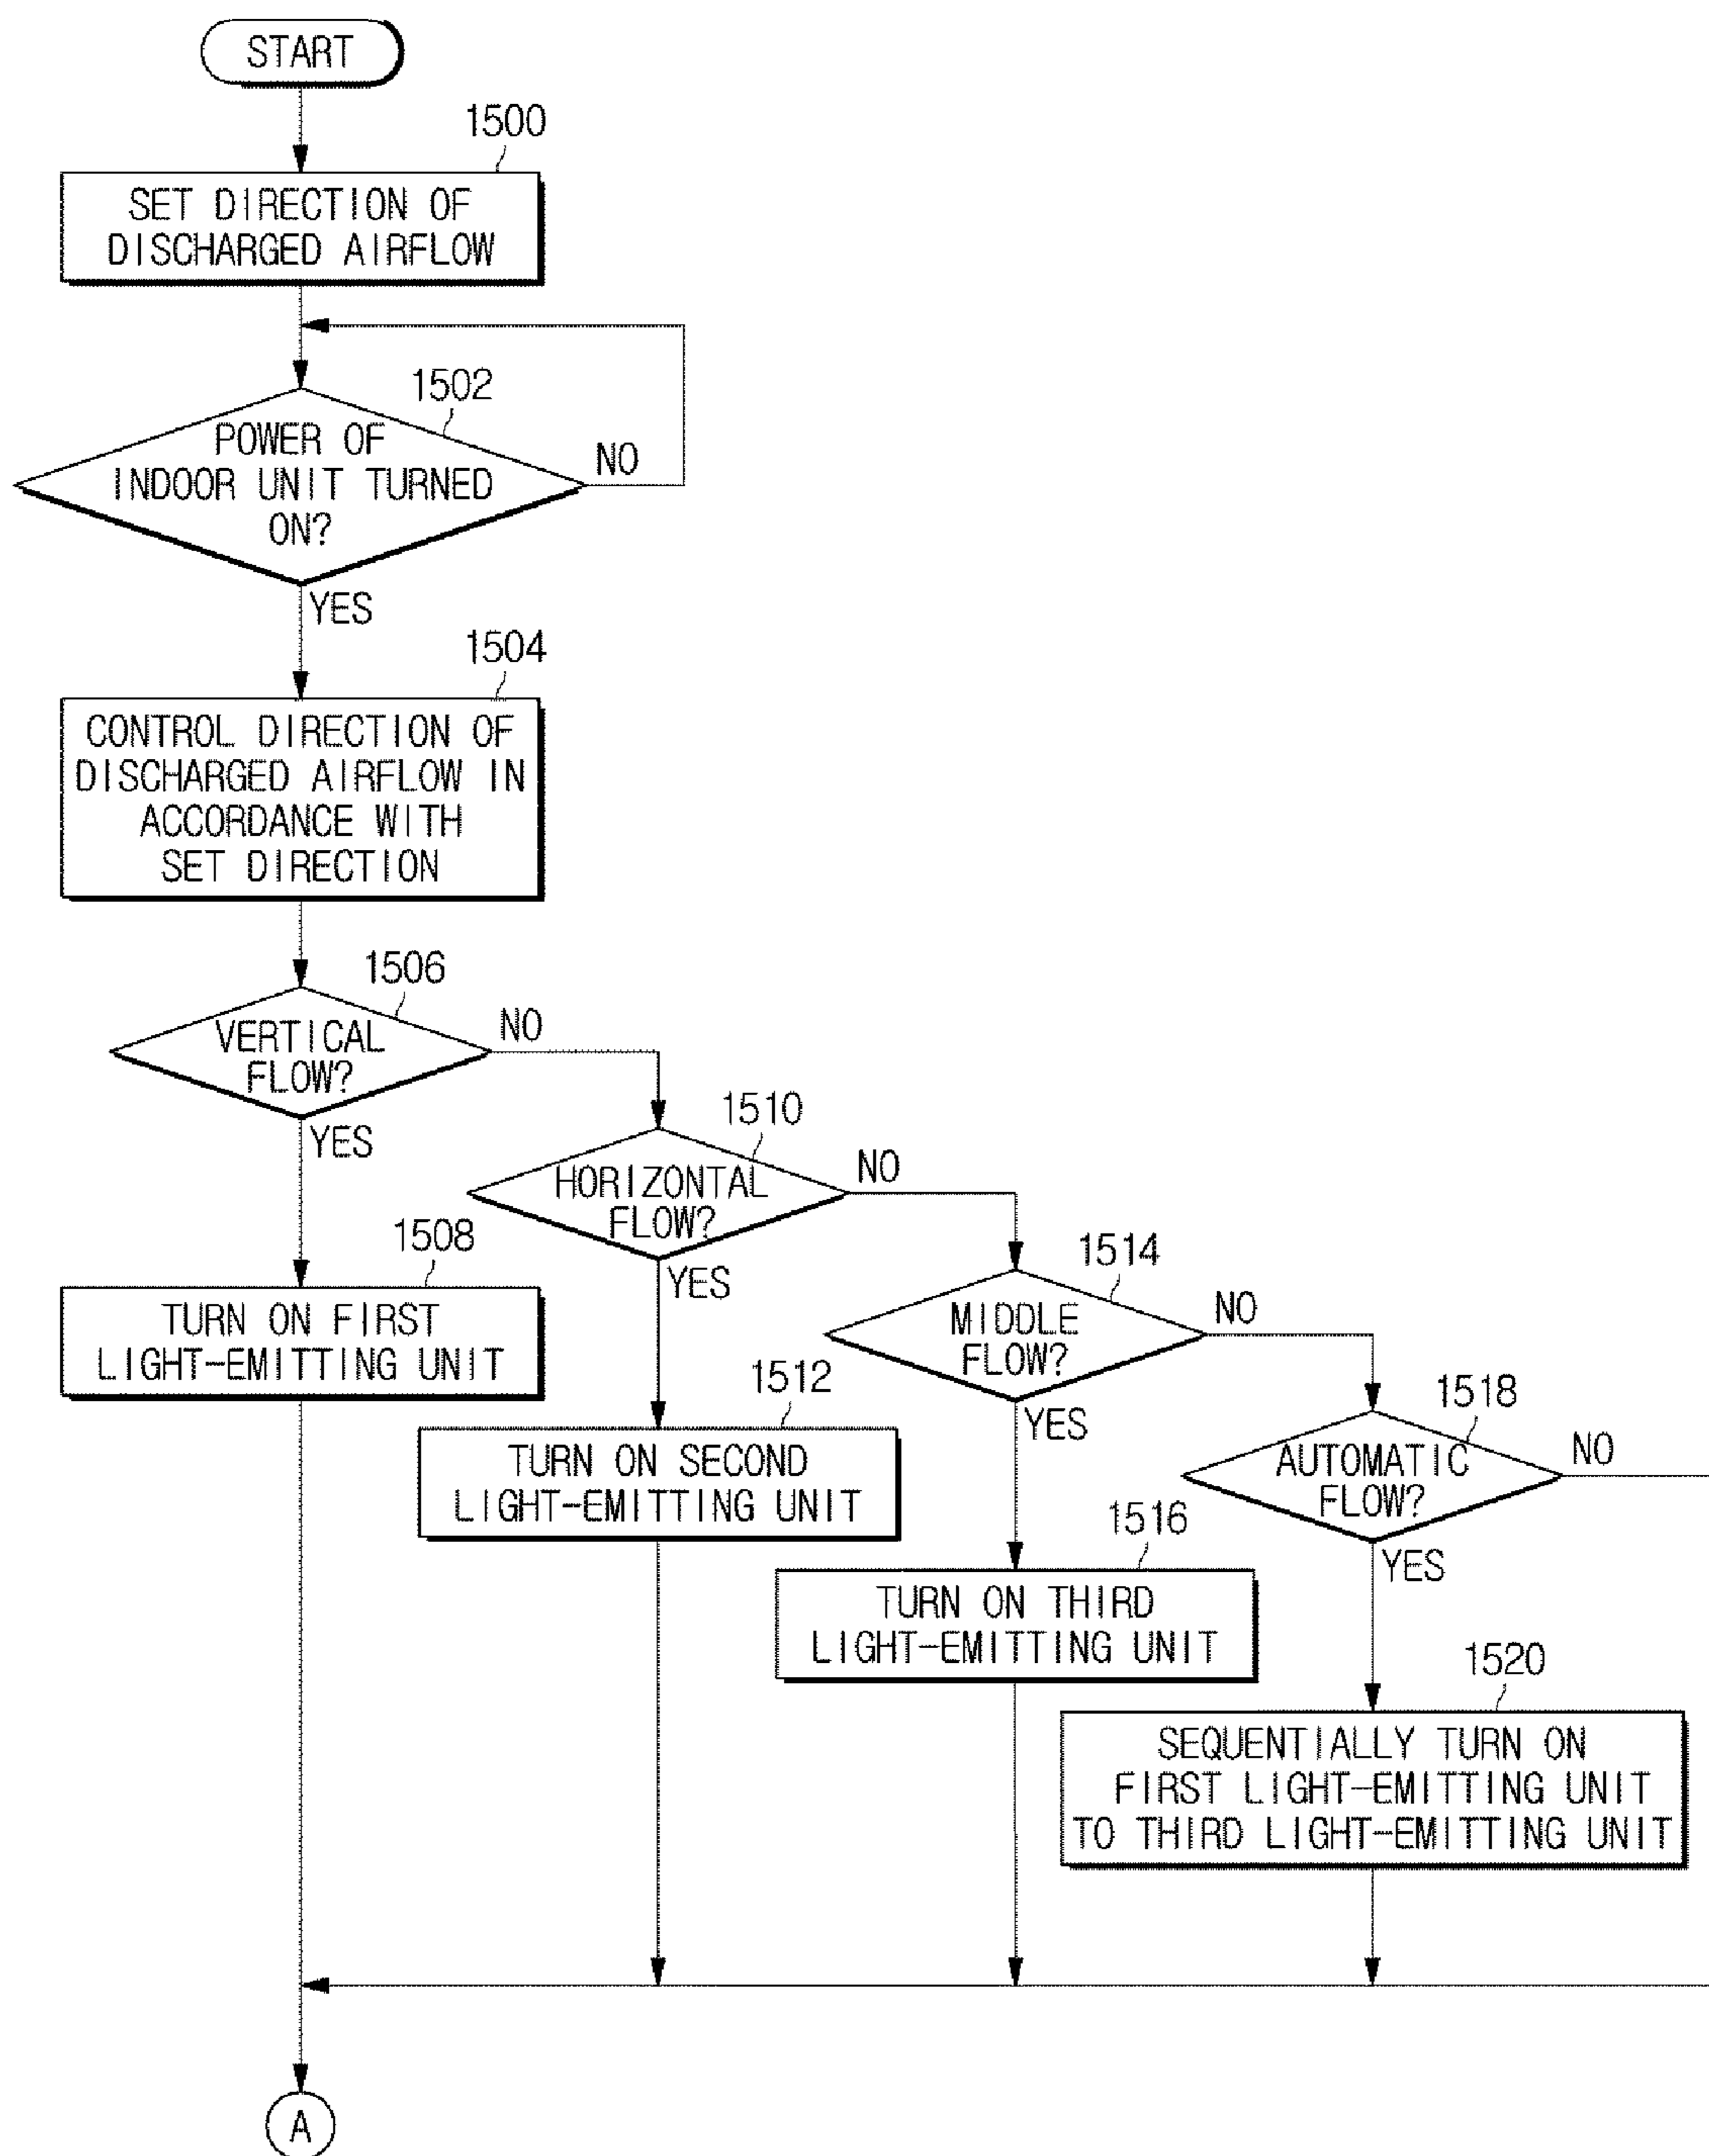 START
1500
SET DIRECTION OF
DISCHARGED AIRFLOW
1502
POWER OF
INDOOR UNIT TURNED
ON?
NO
YES
1504
CONTROL DIRECTION OF
DISCHARGED AIRFLOW IN
ACCORDANCE WITH
SET DIRECTION
1506
VERTICAL
FLOW?
NO
YES
1508
TURN ON FIRST
LIGHT-EMITTING UNIT
1510
HORIZONTAL
FLOW?
NO
YES
1512
TURN ON SECOND
LIGHT-EMITTING UNIT
1514
MIDDLE
FLOW?
NO
YES
1516
TURN ON THIRD
LIGHT-EMITTING UNIT
1518
AUTOMATIC
FLOW?
NO
YES
1520
SEQUENTIALLY TURN ON
FIRST LIGHT-EMITTING UNIT
TO THIRD LIGHT-EMITTING UNIT
A